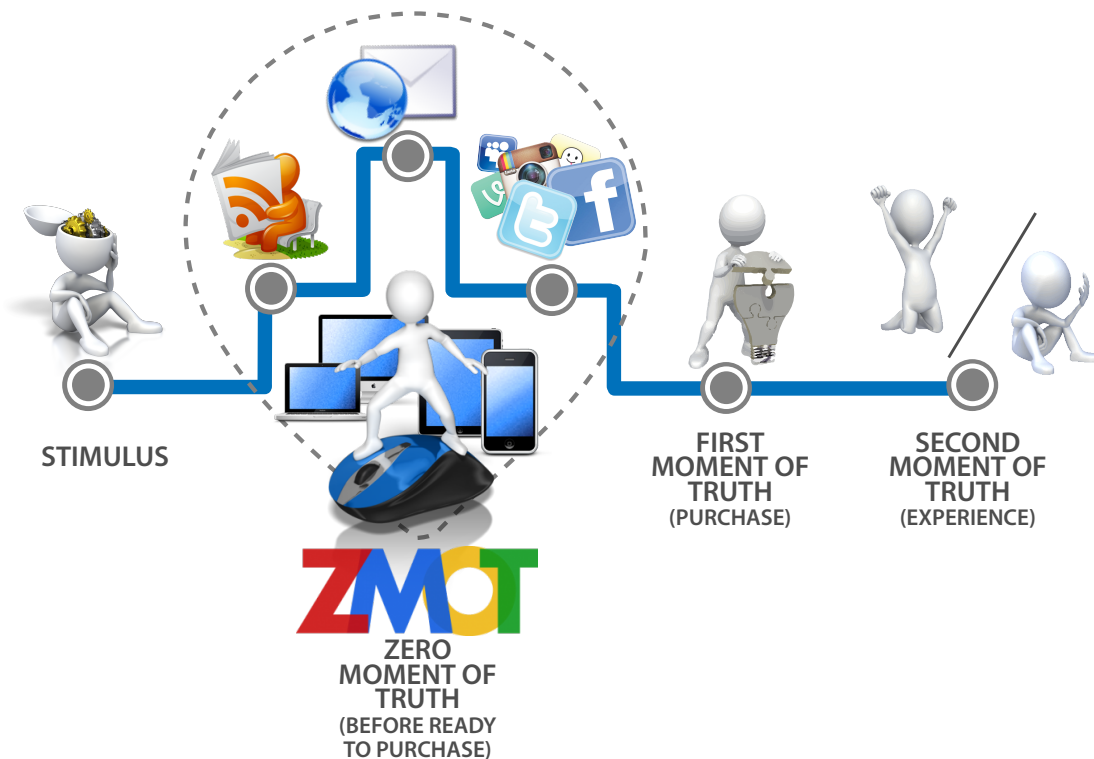 STIMULUS
ZMOT
ZERO
MOMENT OF
TRUTH
(BEFORE READY
TO PURCHASE)
FIRST
MOMENT OF
TRUTH
(PURCHASE)
SECOND
MOMENT OF
TRUTH
(EXPERIENCE)